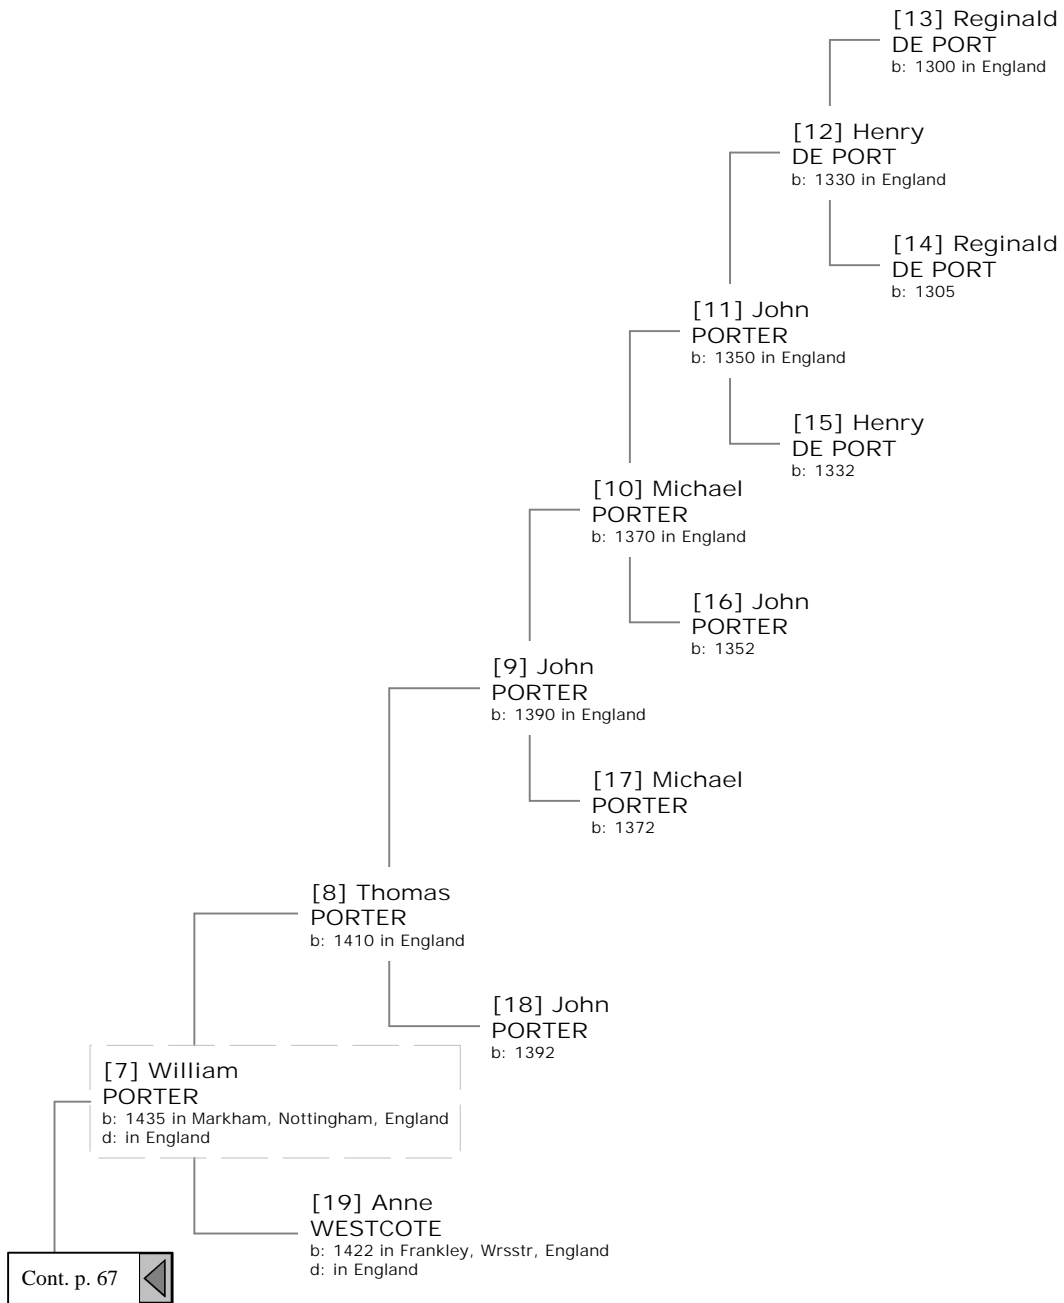 [13] Reginald
DE PORT
b: 1300 in England
[12] Henry
DE PORT
b: 1330 in England
[14] Reginald
DE PORT
b: 1305
[11] John
PORTER
b: 1350 in England
[15] Henry
DE PORT
b: 1332
[10] Michael
PORTER
b: 1370 in England
[16] John
PORTER
b: 1352
[9] John
PORTER
b: 1390 in England
[17] Michael
PORTER
b: 1372
[8] Thomas
PORTER
b: 1410 in England
[18] John
PORTER
b: 1392
[7] William
PORTER
b: 1435 in Markham, Nottingham, England
d: in England
[19] Anne
WESTCOTE
b: 1422 in Frankley, Wrsstr, England
d: in England
Cont. p. 67